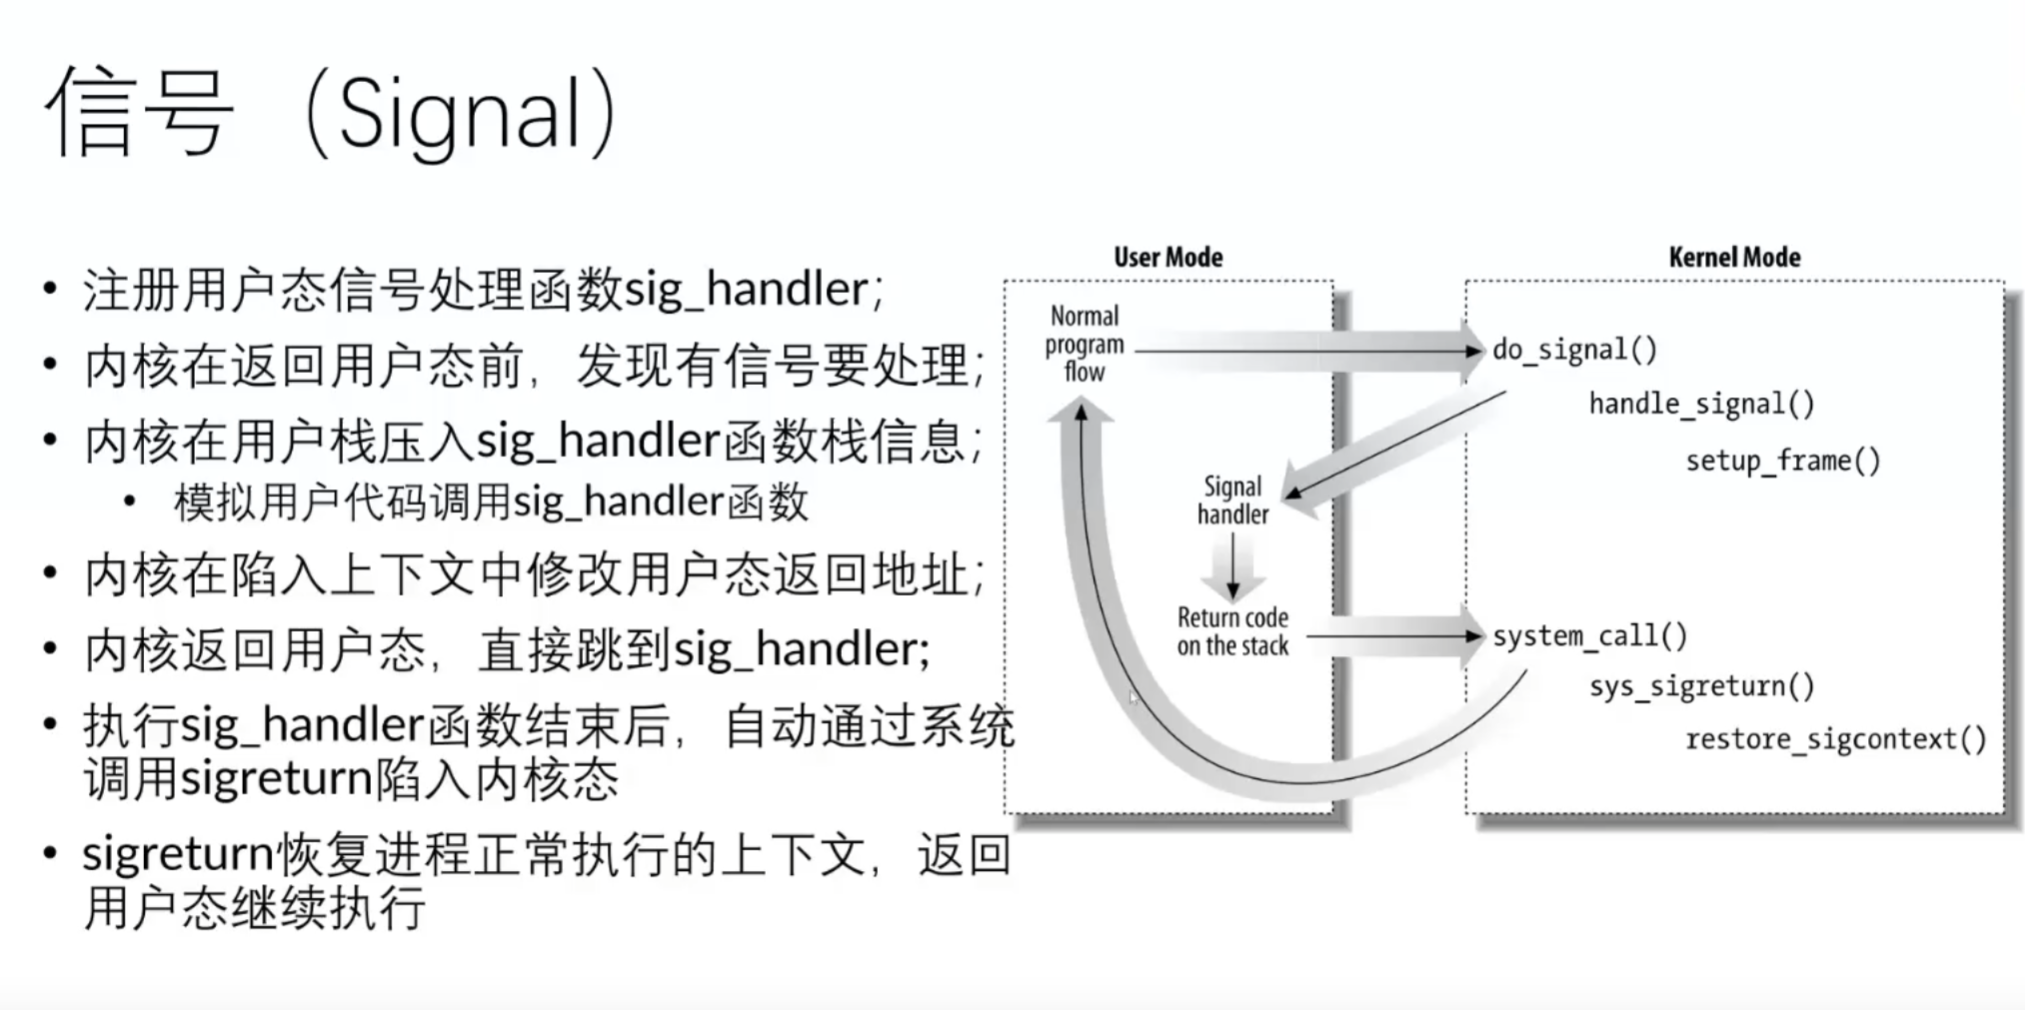 信号（Signal）
• 注册用户态信号处理函数sig_handler；
• 内核在返回用户态前，发现有信号要处理；
• 内核在用户栈压入sig_handler函数栈信息；
• 模拟用户代码调用sig_handler函数
• 内核在陷入上下文中修改用户态返回地址；
• 内核返回用户态，直接跳到sig_handler;
• 执行sig_handler函数结束后，自动通过系统
调用sigreturn陷入内核态
• sigreturn恢复进程正常执行的上下文，返回
用户态继续执行
User Mode
Normal
program
flow
Signal
handler
Return code
on the stack
Kernel Mode
do_signal()
handle_signal()
setup_frame()
system_call()
sys_sigreturn()
restore_sigcontext()